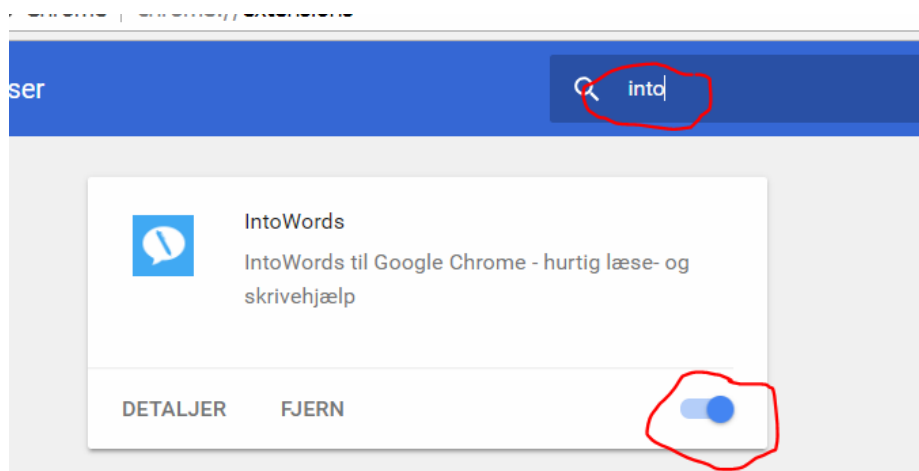 ser
into
IntoWords
IntoWords til Google Chrome - hurtig læse- og
skrivehjælp
DETALJER FJERN